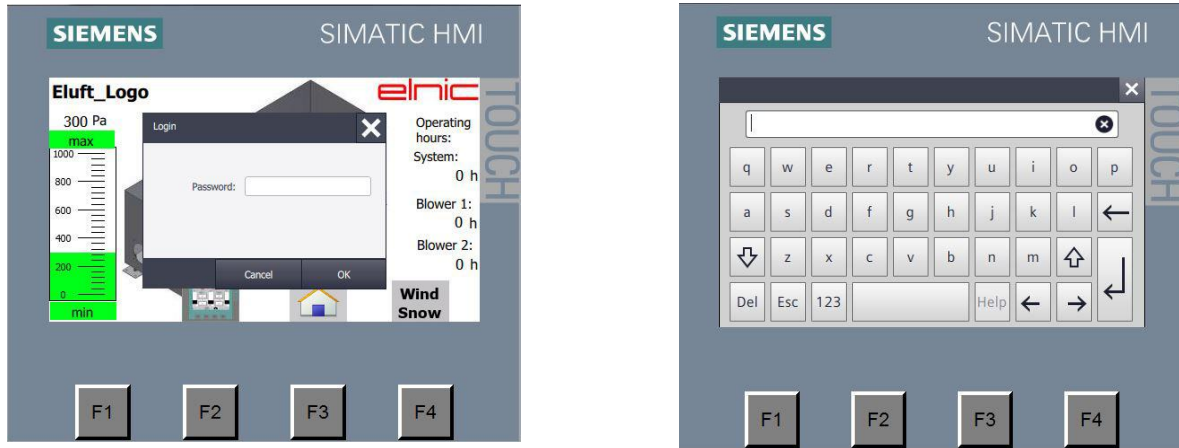 SIEMENS
SIMATIC HMI
TOUCH
Eluft_Logo
elnic
300 Pa
max
1000
800
600
400
200
0
min
Login
Password:
Cancel
OK
Operating
hours:
System:
0 h
Blower 1:
0 h
Blower 2:
0 h
Wind
Snow
F1 F2 F3 F4
SIEMENS
SIMATIC HMI
TOUCH
q w e r t y u i o p
a s d f g h j k l
z x c v b n m
Del Esc 123 Help
F1 F2 F3 F4